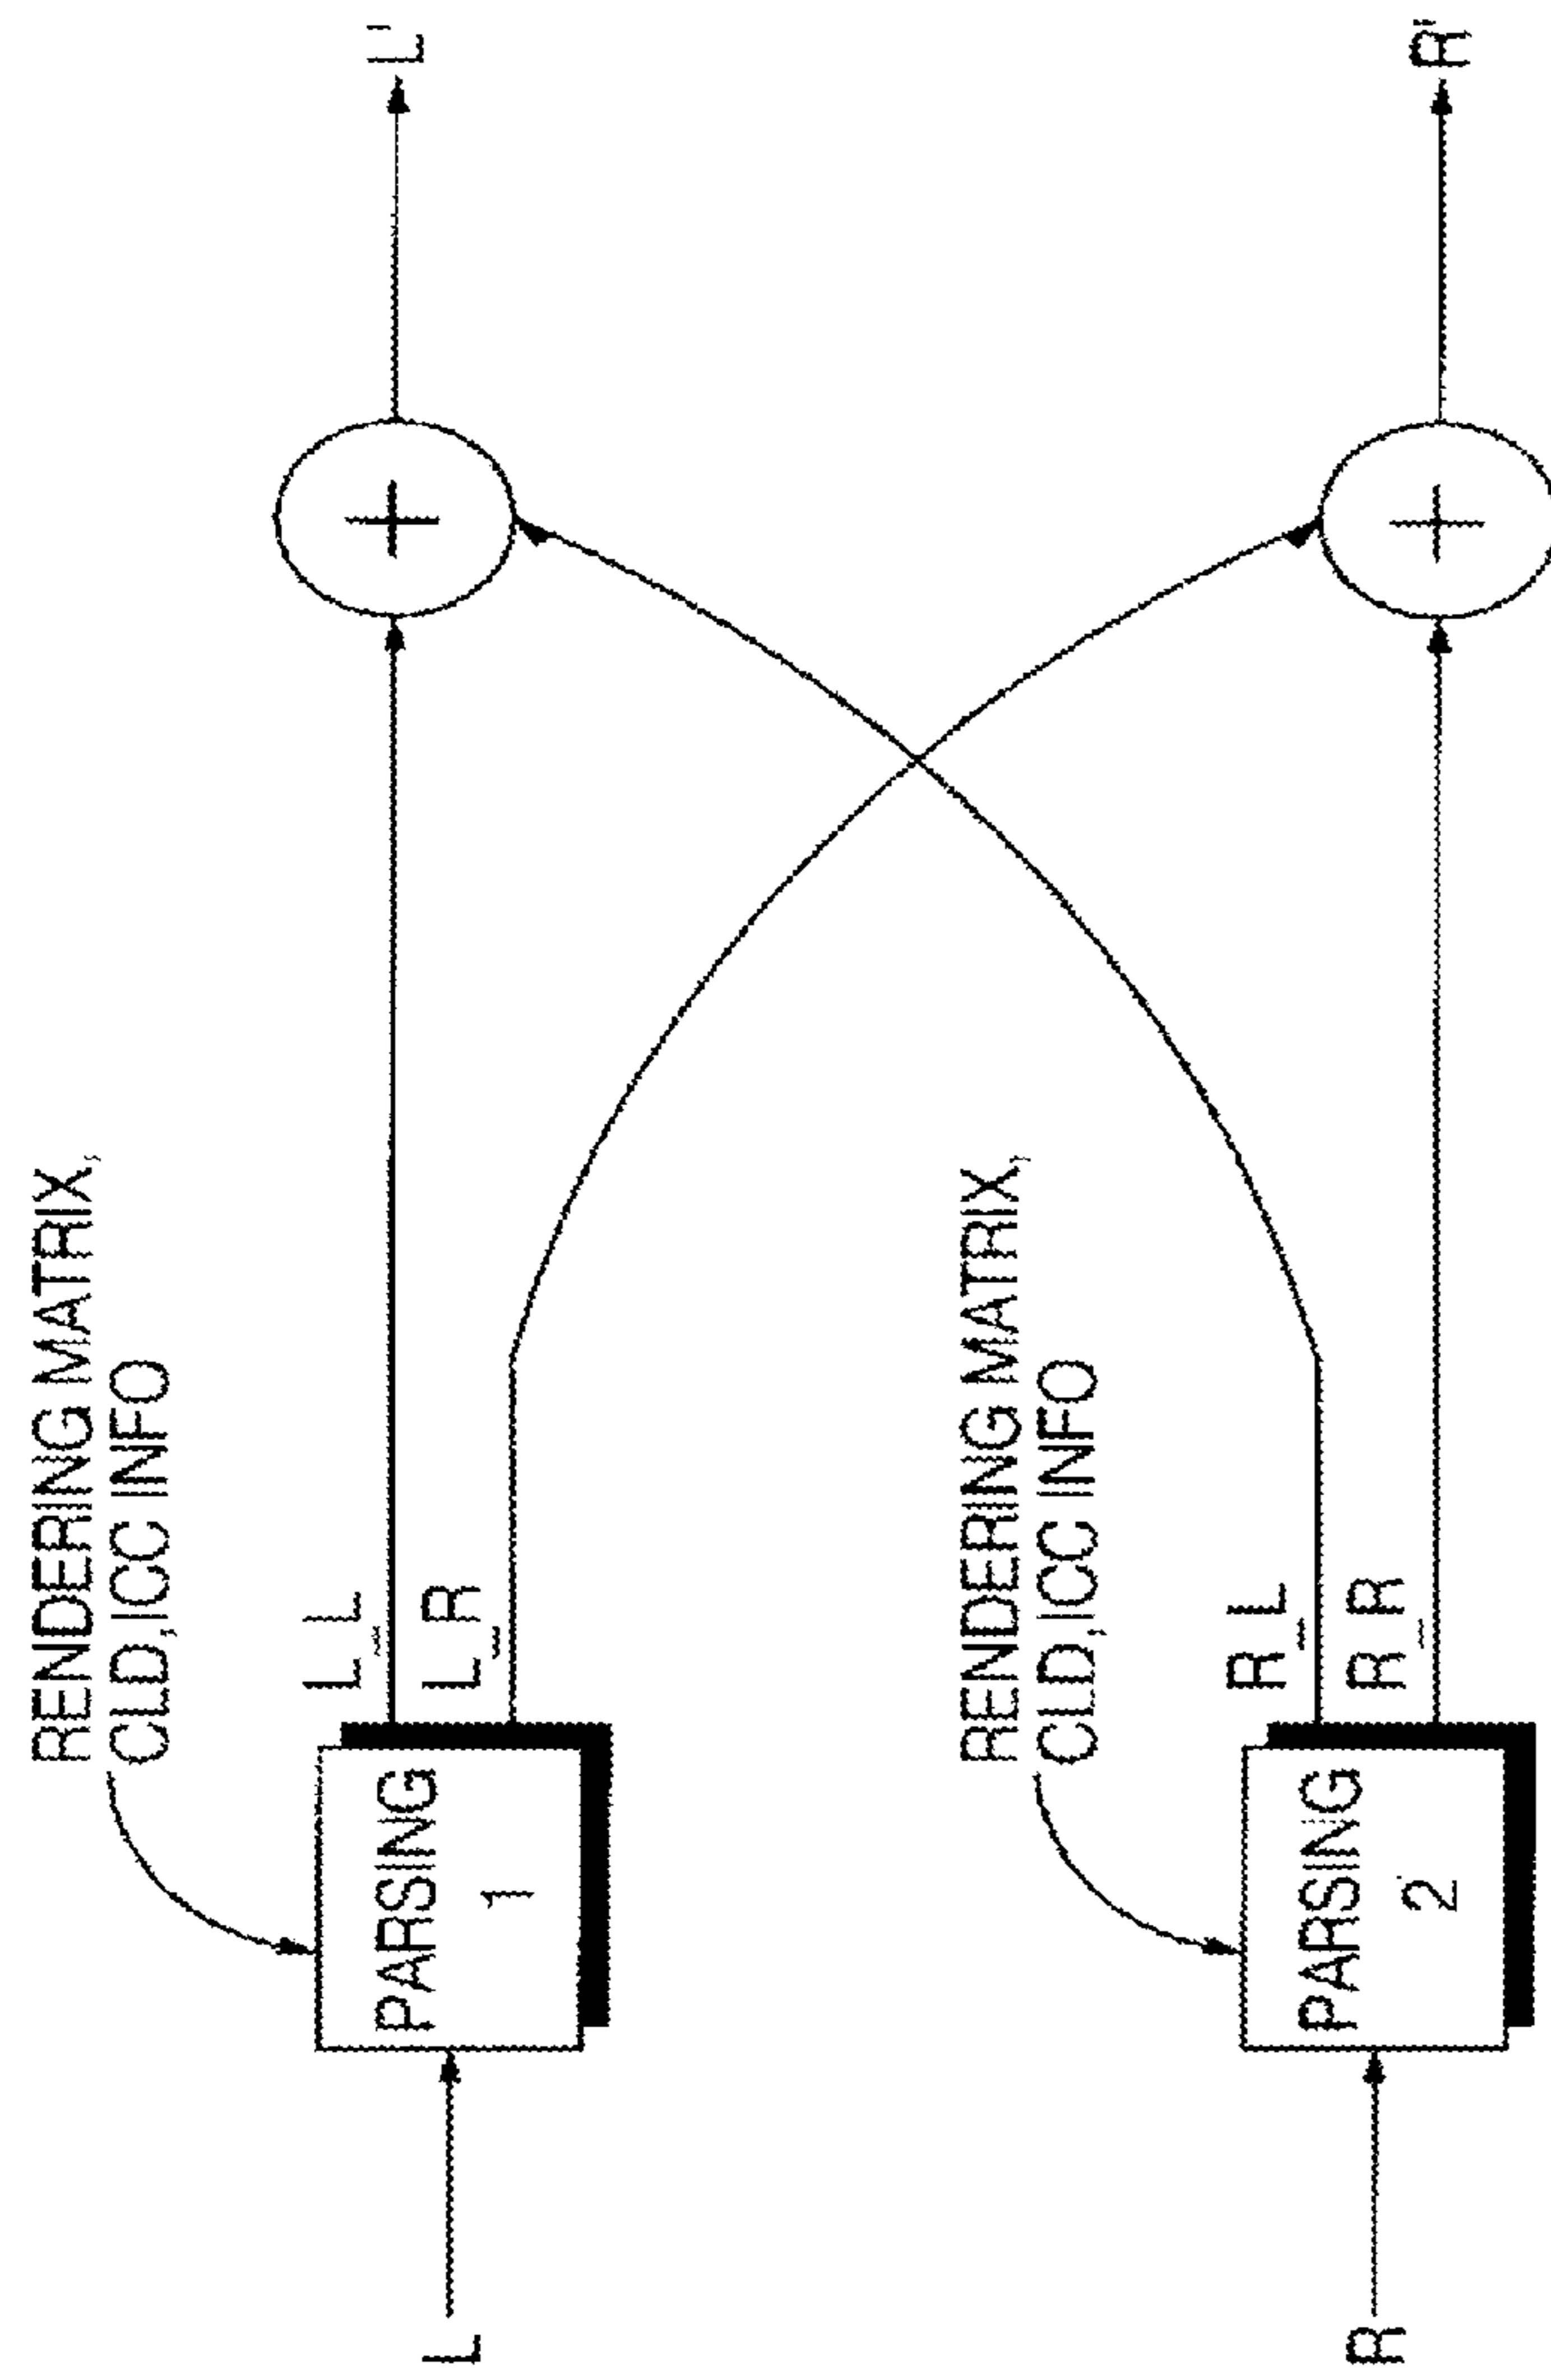 RENDERING MATRIX,
CLD,ICC INFO
L
PARSING
1
L_L
L_R
+
L'
RENDERING MATRIX,
CLD,ICC INFO
R
PARSING
2
R_L
R_R
+
R'